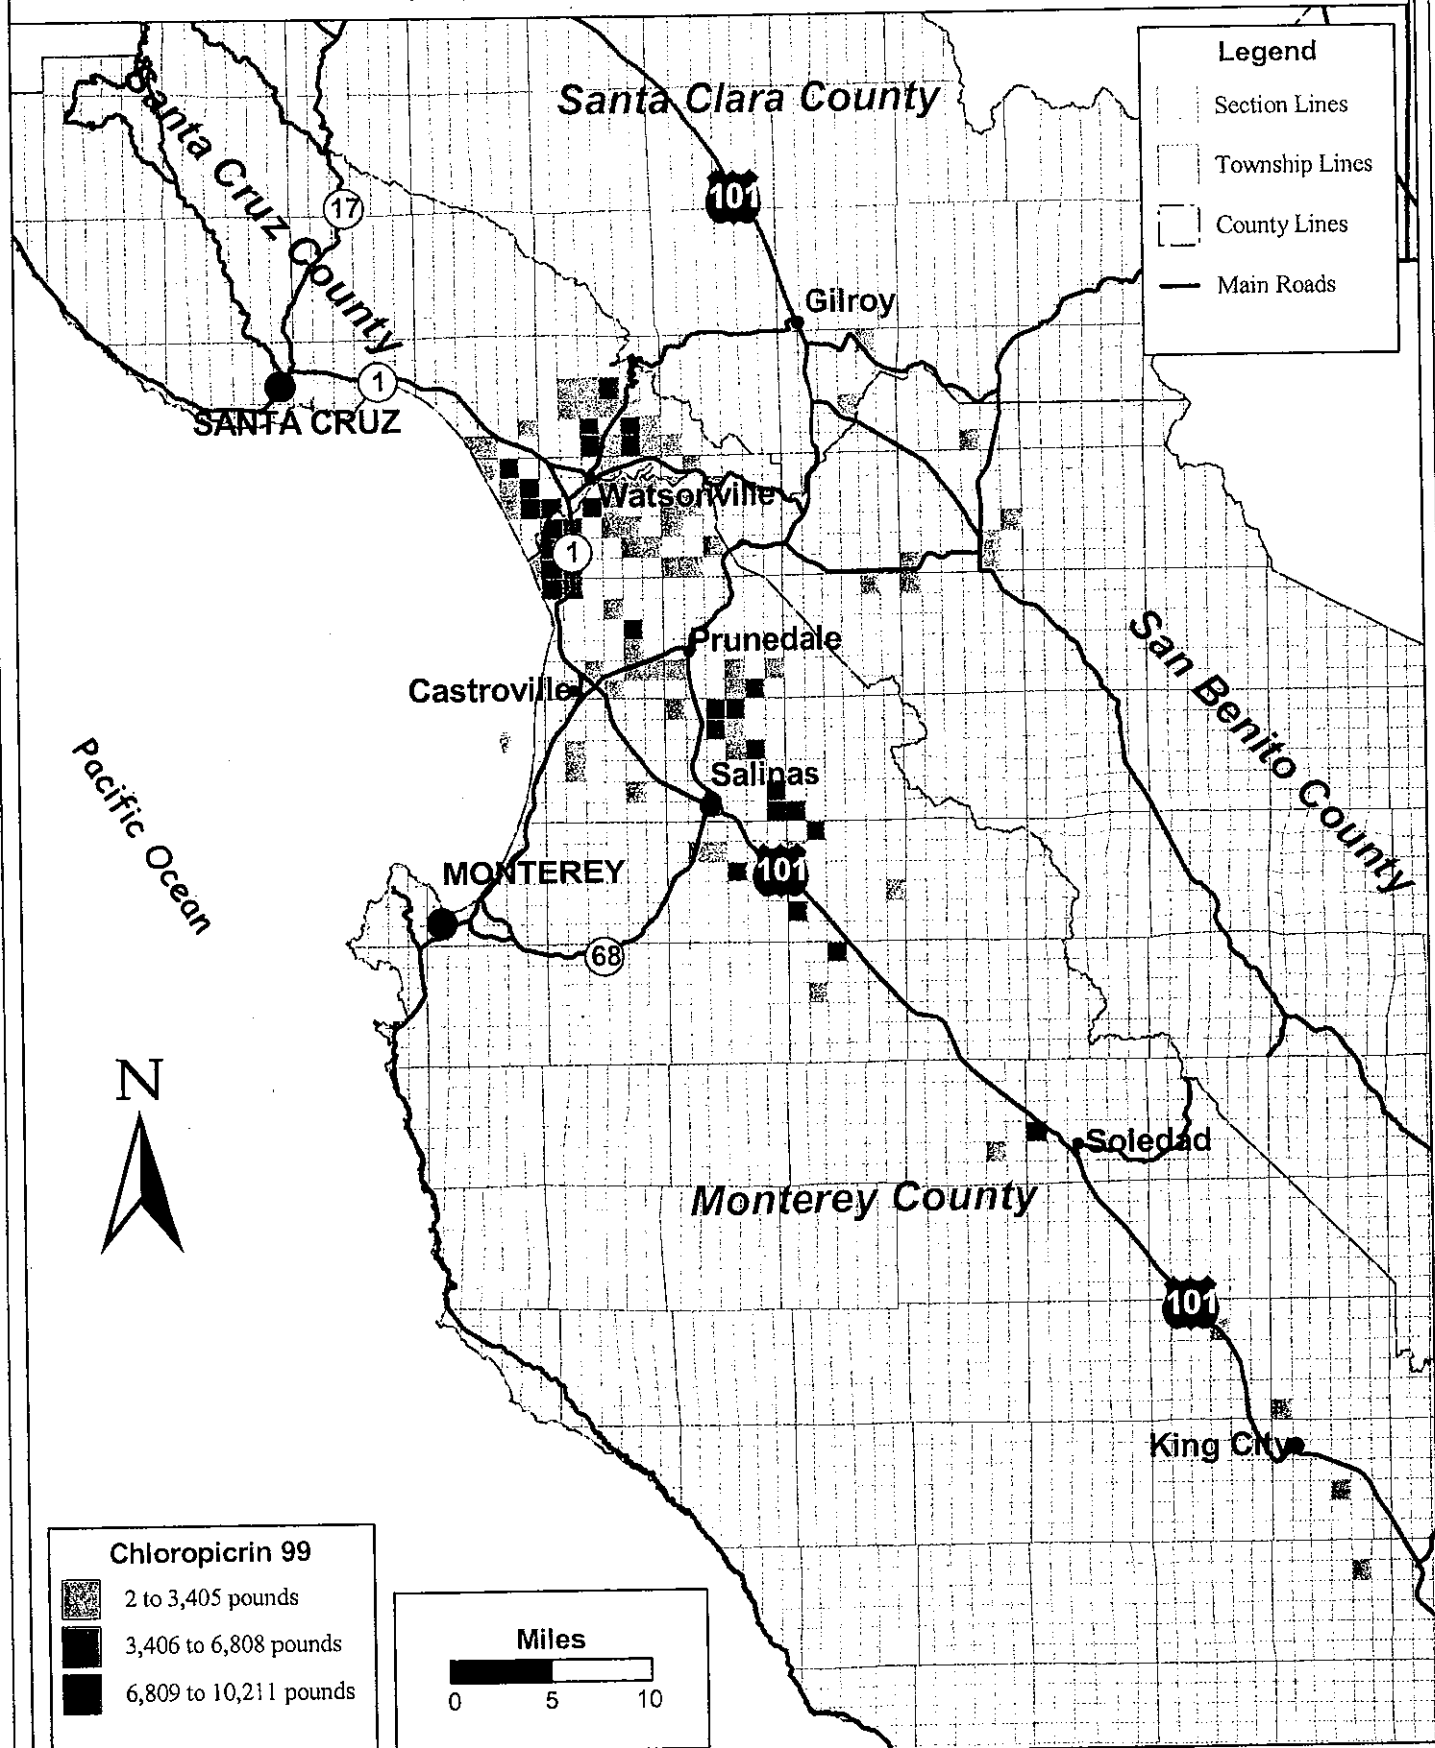 Legend
Section Lines
Township Lines
County Lines
Main Roads
Santa Clara County
Santa Cruz County
101
17
Gilroy
1
SANTA CRUZ
Watsonville
1
San Benito County
Prunedale
Castroville
Pacific Ocean
Salinas
MONTEREY
101
68
N
Soledad
Monterey County
101
King City
Chloropicrin 99
2 to 3,405 pounds
3,406 to 6,808 pounds
6,809 to 10,211 pounds
Miles
0 5 10